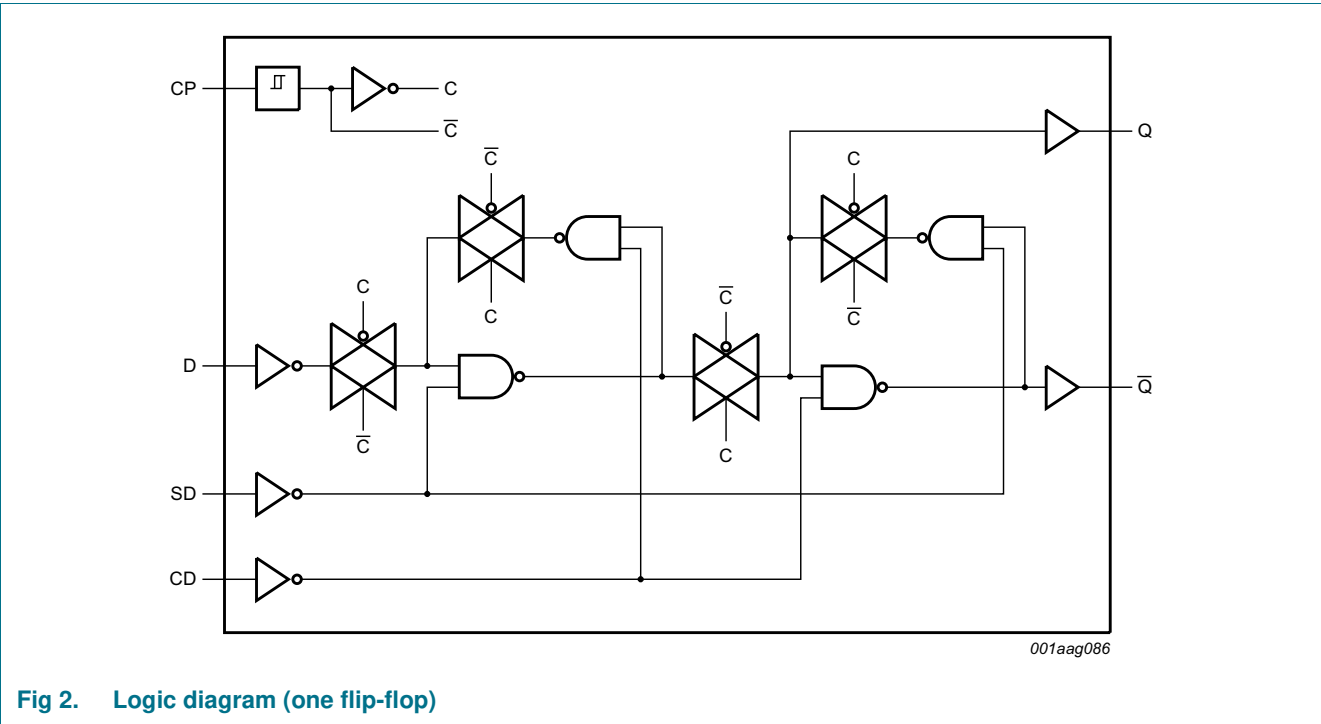 CP
C
C̅
Q
C̅
C
C
C
C̅
C̅
D
Q̅
C̅
C
SD
CD
001aag086
Fig 2. Logic diagram (one flip-flop)